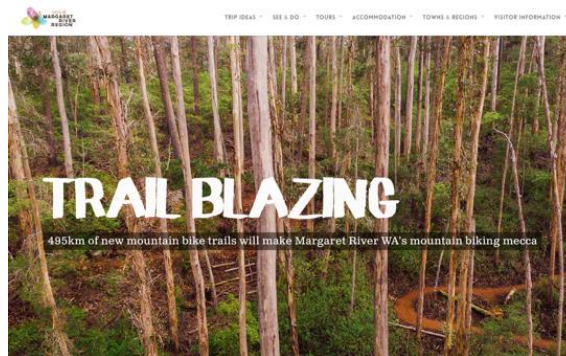 YOUR
MARGARET
RIVER
REGION
TRIP IDEAS
SEE & DO
TOURS
ACCOMMODATION
TOWNS & REGIONS
VISITOR INFORMATION
TRAIL BLAZING
495km of new mountain bike trails will make Margaret River WA's mountain biking mecca